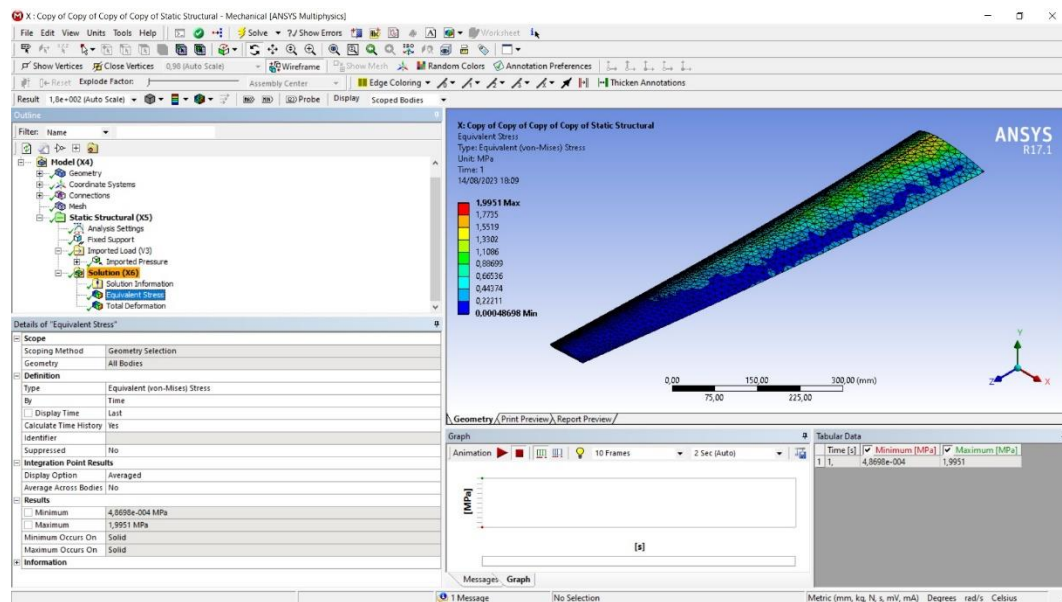 X : Copy of Copy of Copy of Copy of Static Structural - Mechanical [ANSYS Multiphysics]
File Edit View Units Tools Help Solve ?/ Show Errors Worksheet
Show Vertices Close Vertices 0,98 (Auto Scale) Wireframe Show Mesh Random Colors Annotation Preferences
Reset Explode Factor: Assembly Center Edge Coloring Thicken Annotations
Result 1,8e+002 (Auto Scale) Probe Display Scoped Bodies
Outline
Filter: Name
Model (X4)
Geometry
Coordinate Systems
Connections
Mesh
Static Structural (X5)
Analysis Settings
Fixed Support
Imported Load (V3)
Imported Pressure
Solution (X6)
Solution Information
Equivalent Stress
Total Deformation
Details of "Equivalent Stress"
Scope
Scoping Method Geometry Selection
Geometry All Bodies
Definition
Type Equivalent (von-Mises) Stress
By Time
Display Time Last
Calculate Time History Yes
Identifier
Suppressed No
Integration Point Results
Display Option Averaged
Average Across Bodies No
Results
Minimum 4,8698e-004 MPa
Maximum 1,9951 MPa
Minimum Occurs On Solid
Maximum Occurs On Solid
Information
X: Copy of Copy of Copy of Copy of Static Structural
Equivalent Stress
Type: Equivalent (von-Mises) Stress
Unit: MPa
Time: 1
14/08/2023 18:09
1,9951 Max
1,7735
1,5519
1,3302
1,1086
0,88699
0,66536
0,44374
0,22211
0,00048698 Min
ANSYS
R17.1
0,00 150,00 300,00 (mm)
75,00 225,00
Y
Z X
Geometry Print Preview Report Preview
Graph
Animation 10 Frames 2 Sec (Auto)
[MPa]
[s]
Messages Graph
Tabular Data
Time [s] Minimum [MPa] Maximum [MPa]
1 1, 4,8698e-004 1,9951
1 Message No Selection Metric (mm, kg, N, s, mV, mA) Degrees rad/s Celsius